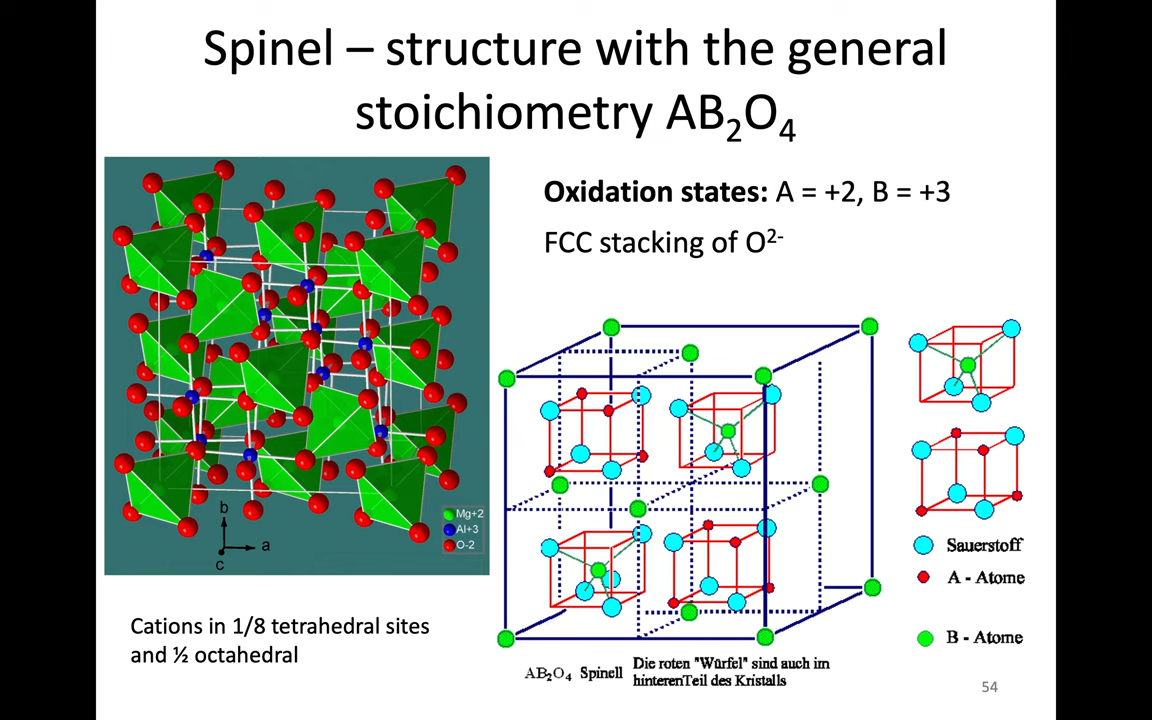 Spinel – structure with the general
stoichiometry AB₂O₄
Oxidation states: A = +2, B = +3
FCC stacking of O²⁻
b
a
c
Mg+2
Al+3
O-2
Cations in 1/8 tetrahedral sites
and ½ octahedral
Sauerstoff
A - Atome
B - Atome
AB₂O₄ Spinell
Die roten "Würfel" sind auch im
hinterenTeil des Kristalls
54